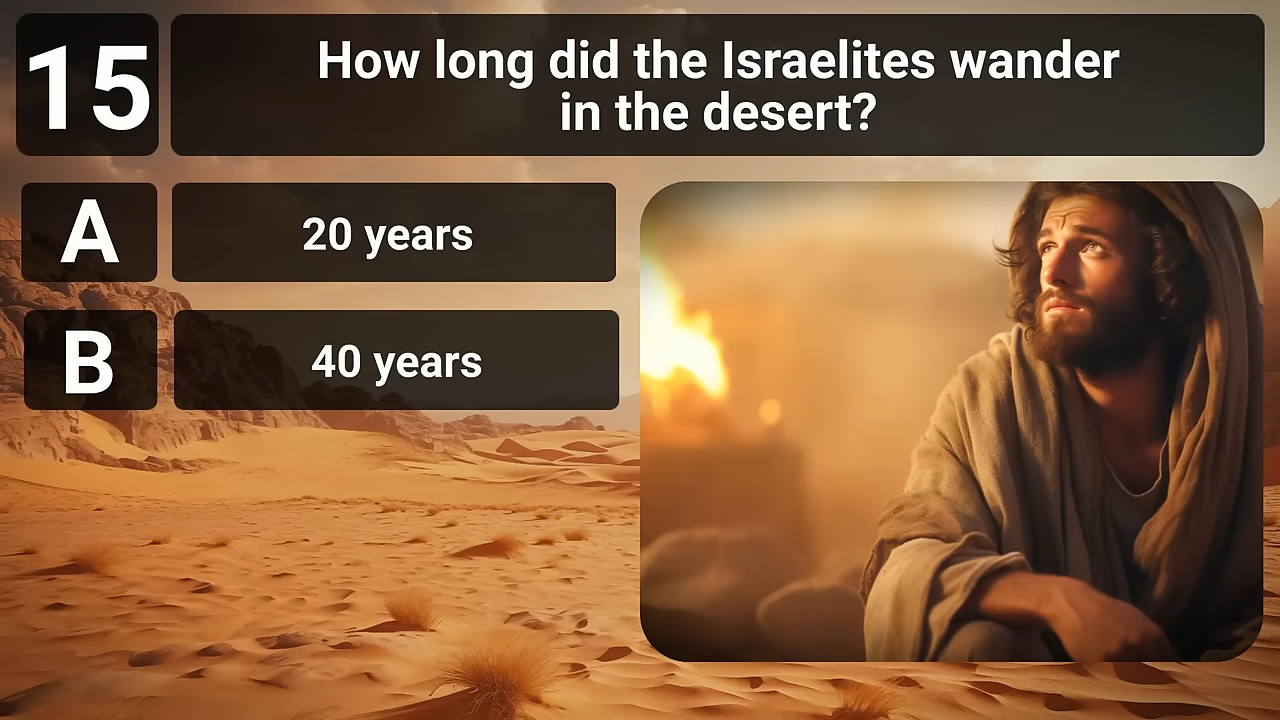 15
How long did the Israelites wander
in the desert?
A
20 years
B
40 years